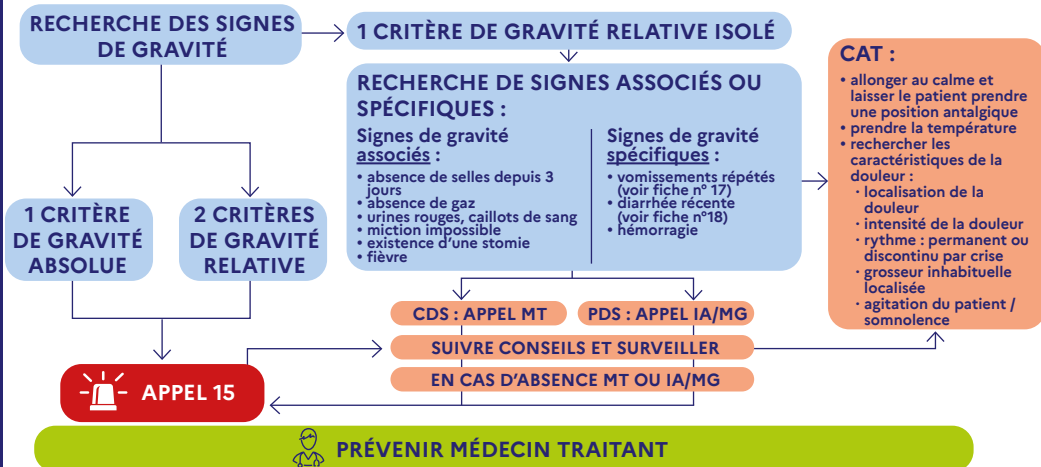 RECHERCHE DES SIGNES
DE GRAVITÉ
1 CRITÈRE DE GRAVITÉ RELATIVE ISOLÉ
RECHERCHE DE SIGNES ASSOCIÉS OU
SPÉCIFIQUES :
Signes de gravité
associés :
• absence de selles depuis 3
jours
• absence de gaz
• urines rouges, caillots de sang
• miction impossible
• existence d'une stomie
• fièvre
Signes de gravité
spécifiques :
• vomissements répétés
(voir fiche n° 17)
• diarrhée récente
(voir fiche n°18)
• hémorragie
CAT :
• allonger au calme et
laisser le patient prendre
une position antalgique
• prendre la température
• rechercher les
caractéristiques de la
douleur :
· localisation de la
douleur
· intensité de la douleur
· rythme : permanent ou
discontinu par crise
· grosseur inhabituelle
localisée
· agitation du patient /
somnolence
1 CRITÈRE
DE GRAVITÉ
ABSOLUE
2 CRITÈRES
DE GRAVITÉ
RELATIVE
CDS : APPEL MT
PDS : APPEL IA/MG
SUIVRE CONSEILS ET SURVEILLER
EN CAS D'ABSENCE MT OU IA/MG
APPEL 15
PRÉVENIR MÉDECIN TRAITANT